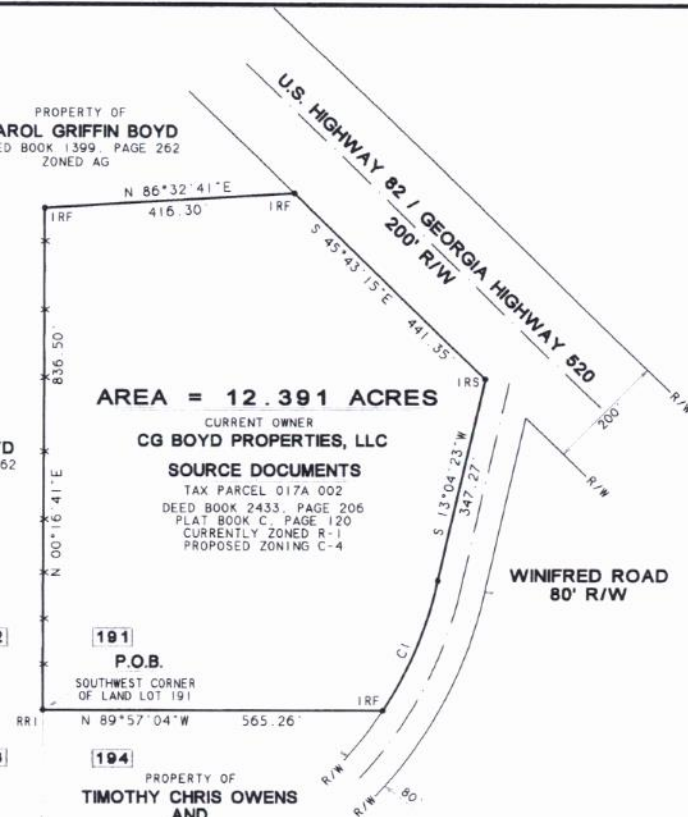 PROPERTY OF
AROL GRIFFIN BOYD
ED BOOK 1399, PAGE 262
ZONED AG
N 86°32'41"E
416.30'
IRF
IRF
U.S. HIGHWAY 82 / GEORGIA HIGHWAY 520
200' R/W
S 45°43'15"E
441.35'
IRS
R/W
200'
R/W
836.50'
N 00°16'41"E
AREA = 12.391 ACRES
CURRENT OWNER
CG BOYD PROPERTIES, LLC
SOURCE DOCUMENTS
TAX PARCEL 017A 002
DEED BOOK 2433, PAGE 206
PLAT BOOK C, PAGE 120
CURRENTLY ZONED R-1
PROPOSED ZONING C-4
YD
62
S 13°04'23"W
347.27'
WINIFRED ROAD
80' R/W
C1
2
191
P.O.B.
SOUTHWEST CORNER
OF LAND LOT 191
IRF
RRI
N 89°57'04"W
565.26'
3
194
PROPERTY OF
TIMOTHY CHRIS OWENS
AND
R/W
R/W
80'